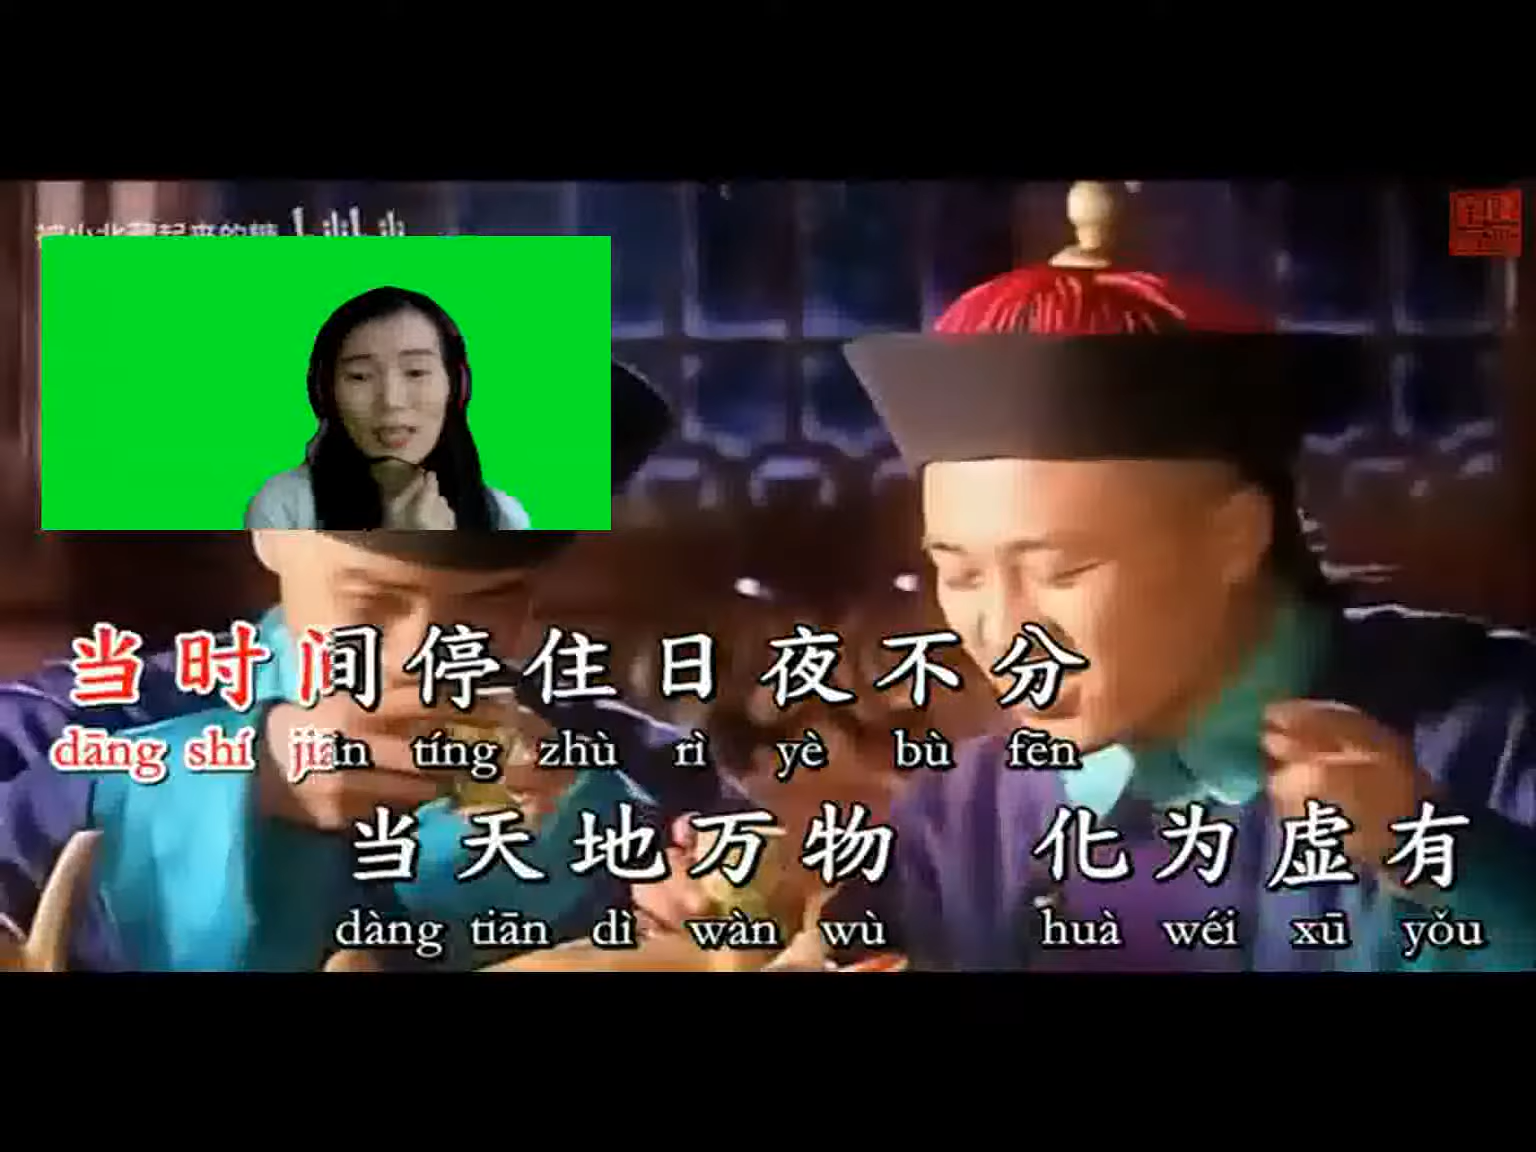 当时间停住日夜不分
dāng shí jiān tíng zhù rì yè bù fēn
当天地万物 化为虚有
dàng tiān dì wàn wù huà wéi xū yǒu